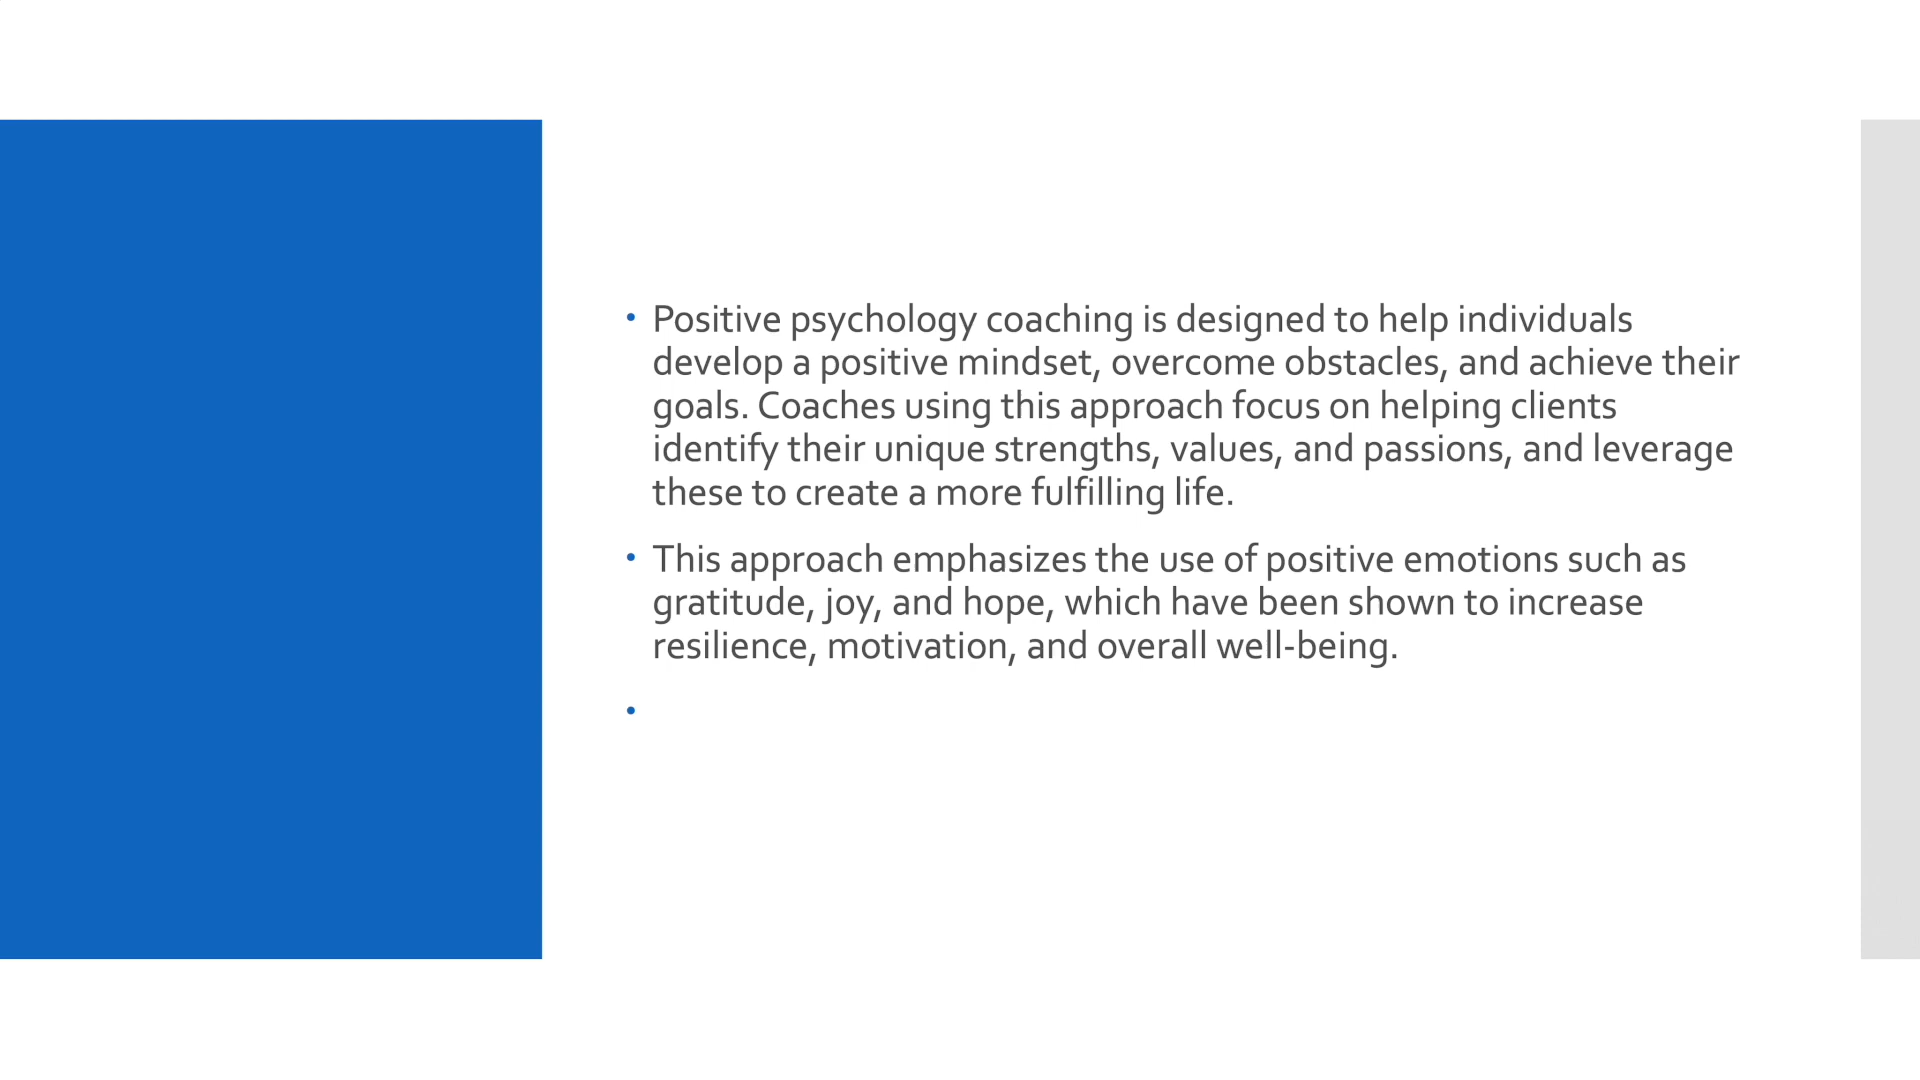 • Positive psychology coaching is designed to help individuals
develop a positive mindset, overcome obstacles, and achieve their
goals. Coaches using this approach focus on helping clients
identify their unique strengths, values, and passions, and leverage
these to create a more fulfilling life.
• This approach emphasizes the use of positive emotions such as
gratitude, joy, and hope, which have been shown to increase
resilience, motivation, and overall well-being.
•